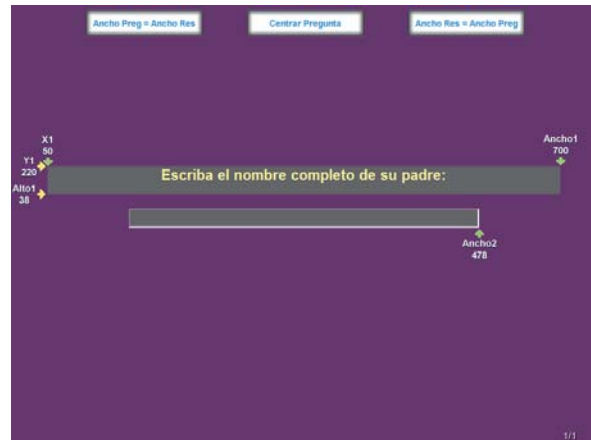 Ancho Preg = Ancho Res
Centrar Pregunta
Ancho Res = Ancho Preg
X1
50
Ancho1
700
Y1
220
Alto1
38
Escriba el nombre completo de su padre:
Ancho2
478
1/1